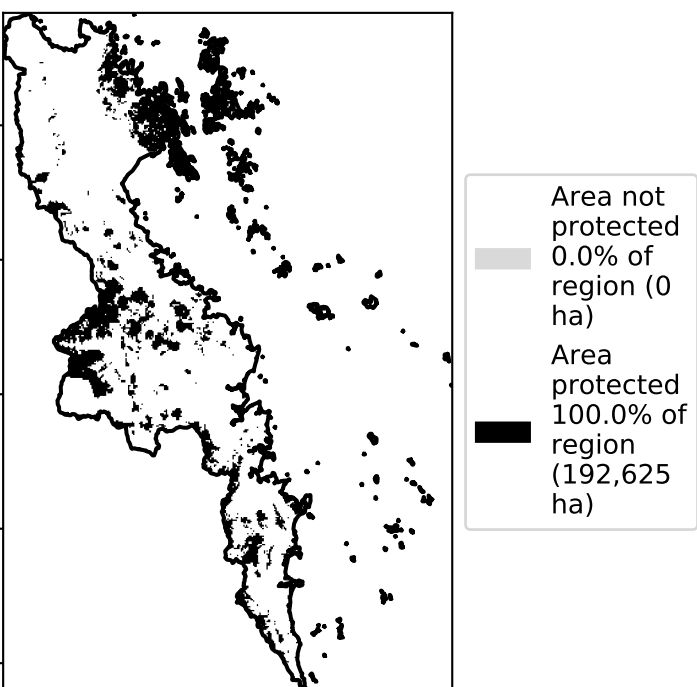 Area not
protected
0.0% of
region (0
ha)
Area
protected
100.0% of
region
(192,625
ha)